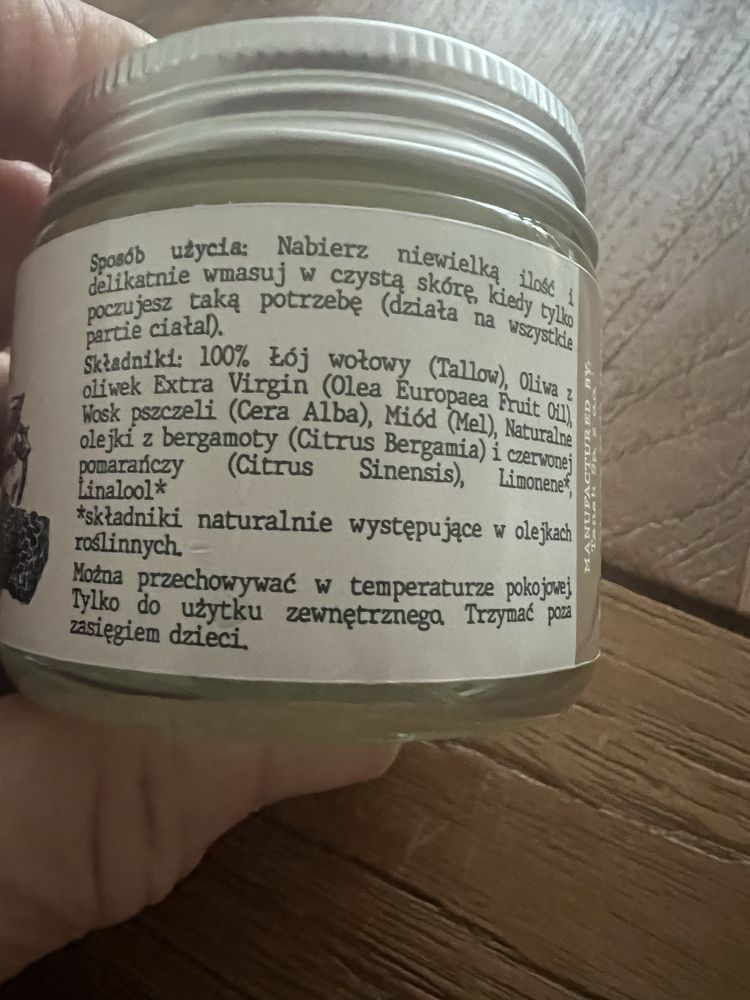 Sposób użycia: Nabierz niewielką ilość i
delikatnie wmasuj w czystą skórę, kiedy tylko
poczujesz taką potrzebę (działa na wszystkie
partie ciała!).
Składniki: 100% Łój wołowy (Tallow), Oliwa z
oliwek Extra Virgin (Olea Europaea Fruit Oil),
Wosk pszczeli (Cera Alba), Miód (Mel), Naturalne
olejki z bergamoty (Citrus Bergamia) i czerwonej
pomarańczy (Citrus Sinensis), Limonene*,
Linalool*
*składniki naturalnie występujące w olejkach
roślinnych.
Można przechowywać w temperaturze pokojowej.
Tylko do użytku zewnętrznego. Trzymać poza
zasięgiem dzieci.
MANUFACTURED BY: